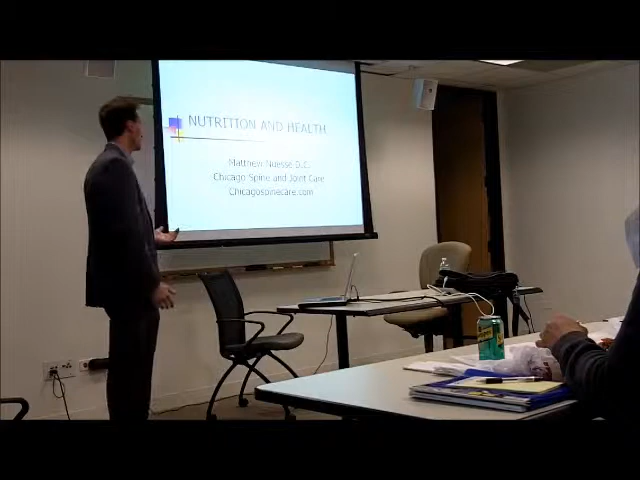 NUTRITION AND HEALTH
Matthew Nuesse D.C.
Chicago Spine and Joint Care
Chicagospinecare.com